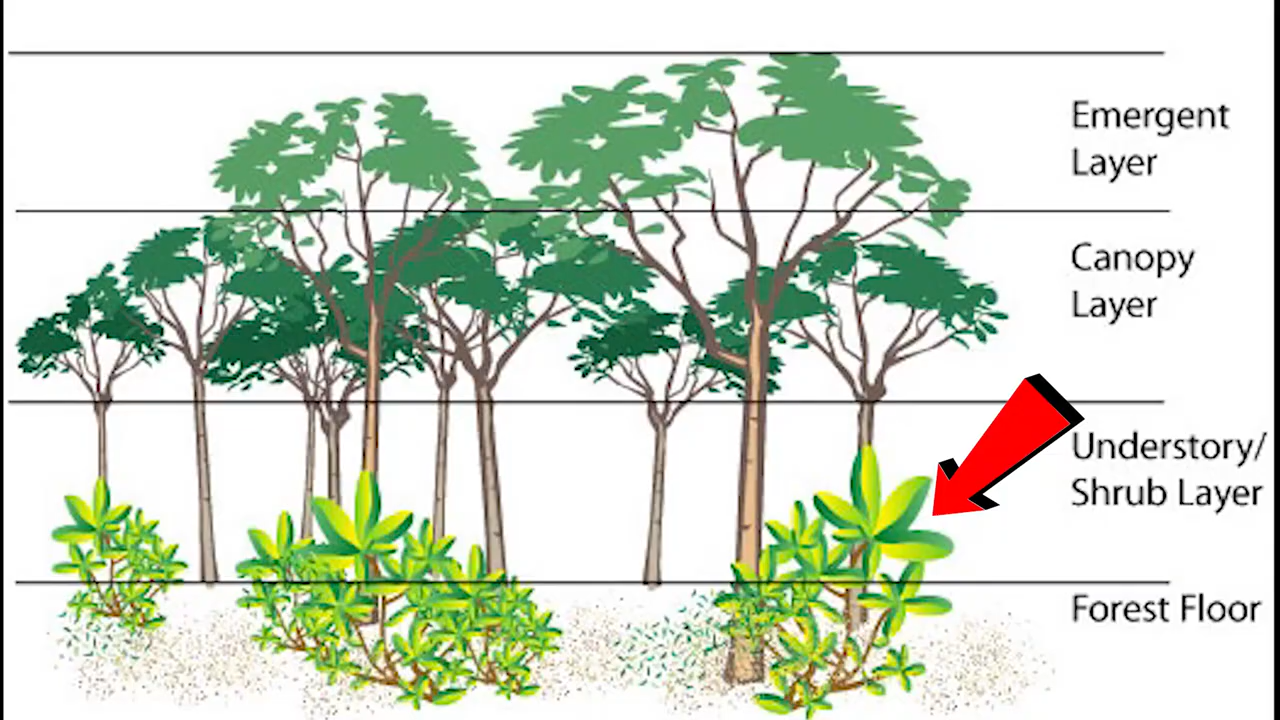 Emergent
Layer
Canopy
Layer
Understory/
Shrub Layer
Forest Floor